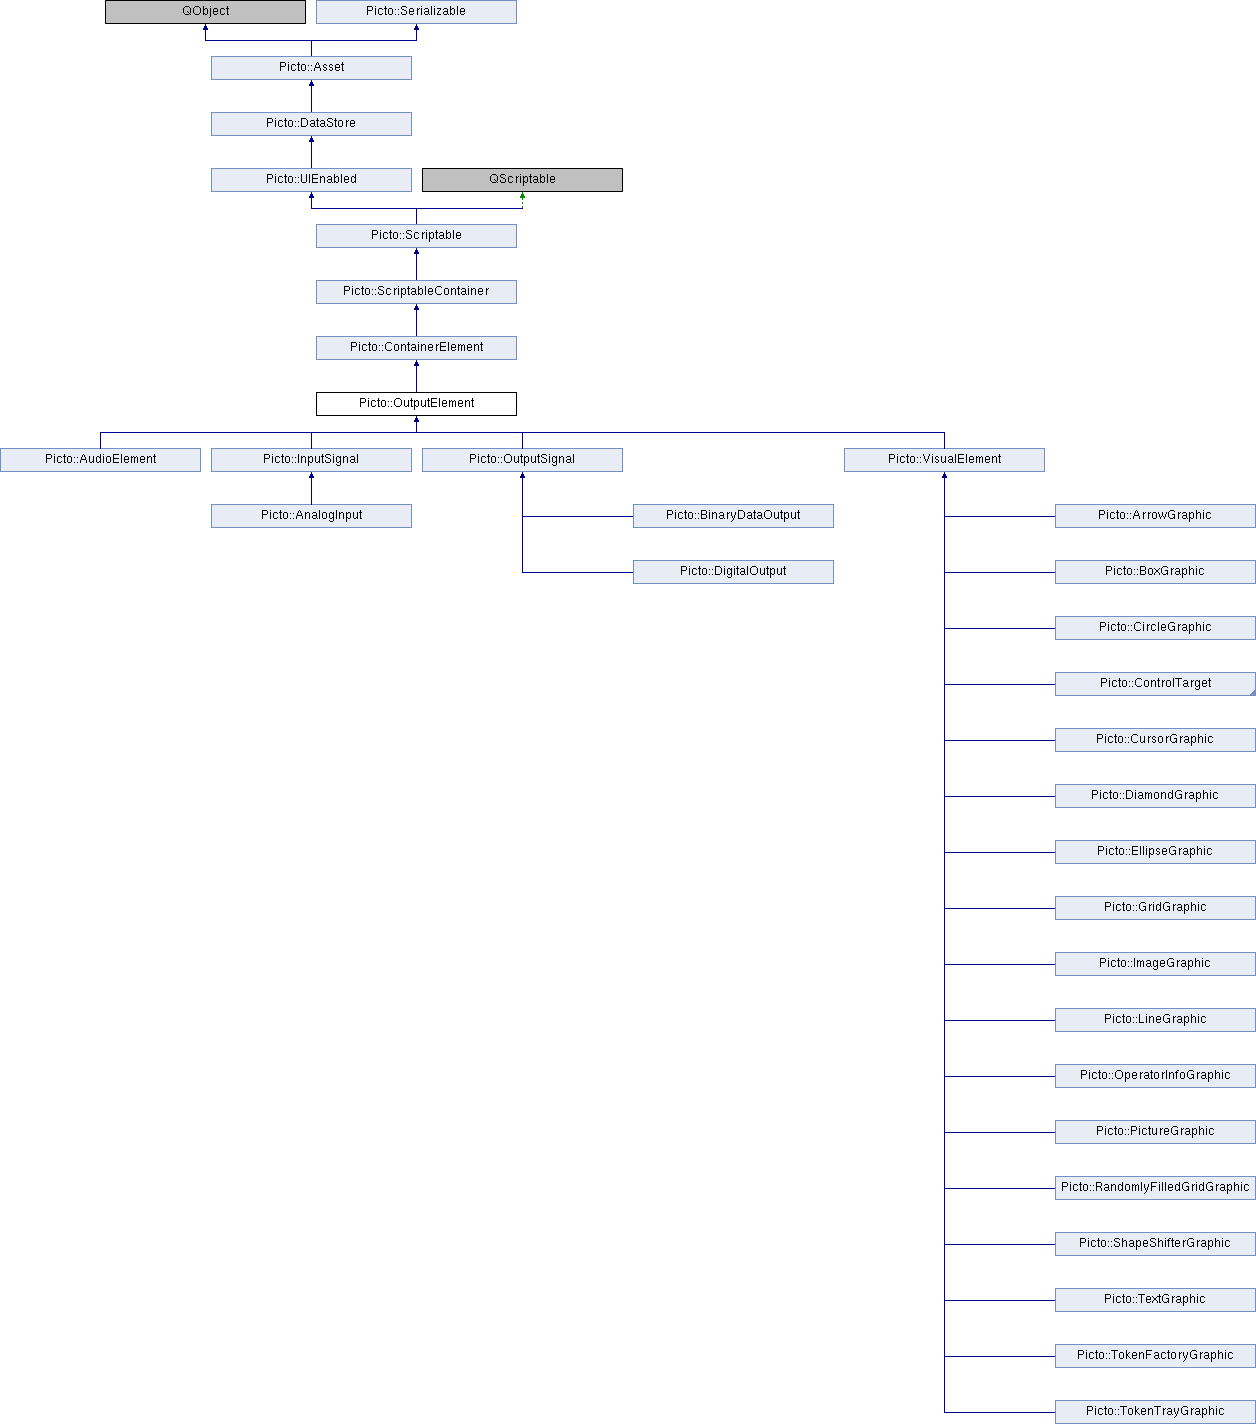 QObject
Picto::Serializable
Picto::Asset
Picto::DataStore
Picto::UIEnabled
QScriptable
Picto::Scriptable
Picto::ScriptableContainer
Picto::ContainerElement
Picto::OutputElement
Picto::AudioElement
Picto::InputSignal
Picto::OutputSignal
Picto::VisualElement
Picto::AnalogInput
Picto::BinaryDataOutput
Picto::ArrowGraphic
Picto::DigitalOutput
Picto::BoxGraphic
Picto::CircleGraphic
Picto::ControlTarget
Picto::CursorGraphic
Picto::DiamondGraphic
Picto::EllipseGraphic
Picto::GridGraphic
Picto::ImageGraphic
Picto::LineGraphic
Picto::OperatorInfoGraphic
Picto::PictureGraphic
Picto::RandomlyFilledGridGraphic
Picto::ShapeShifterGraphic
Picto::TextGraphic
Picto::TokenFactoryGraphic
Picto::TokenTrayGraphic